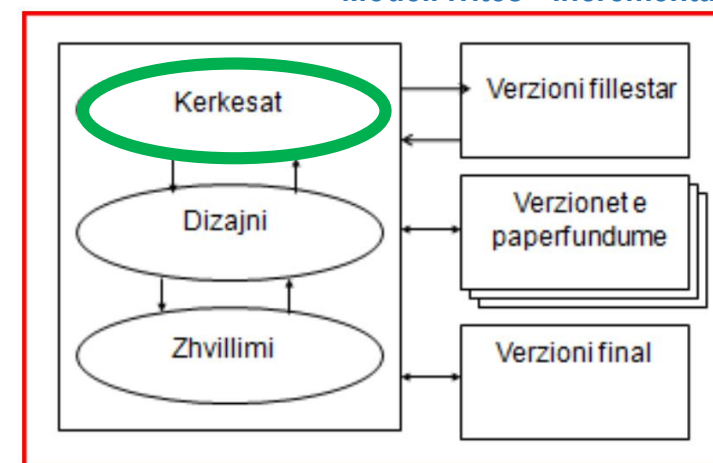 Kerkesat
Verzioni fillestar
Dizajni
Verzionet e
paperfundume
Zhvillimi
Verzioni final